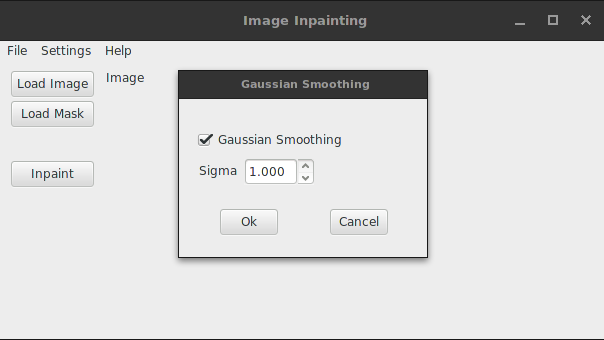 Image Inpainting
File Settings Help
Load Image
Image
Load Mask
Inpaint
Gaussian Smoothing
Gaussian Smoothing
Sigma 1.000
Ok Cancel